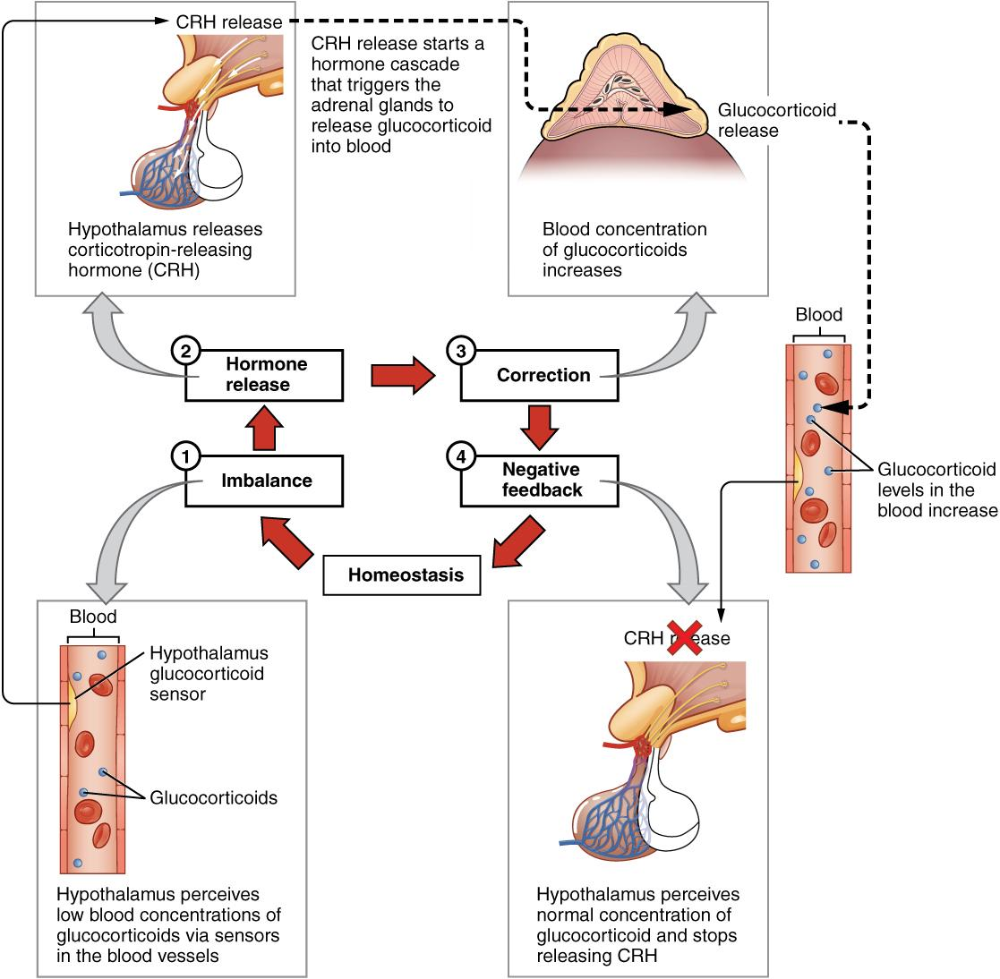 CRH release
CRH release starts a
hormone cascade
that triggers the
adrenal glands to
release glucocorticoid
into blood
Glucocorticoid
release
Hypothalamus releases
corticotropin-releasing
hormone (CRH)
Blood concentration
of glucocorticoids
increases
Blood
2
Hormone
release
3
Correction
1
Imbalance
4
Negative
feedback
Glucocorticoid
levels in the
blood increase
Homeostasis
Blood
Hypothalamus
glucocorticoid
sensor
Glucocorticoids
Hypothalamus perceives
low blood concentrations of
glucocorticoids via sensors
in the blood vessels
CRH release
Hypothalamus perceives
normal concentration of
glucocorticoid and stops
releasing CRH